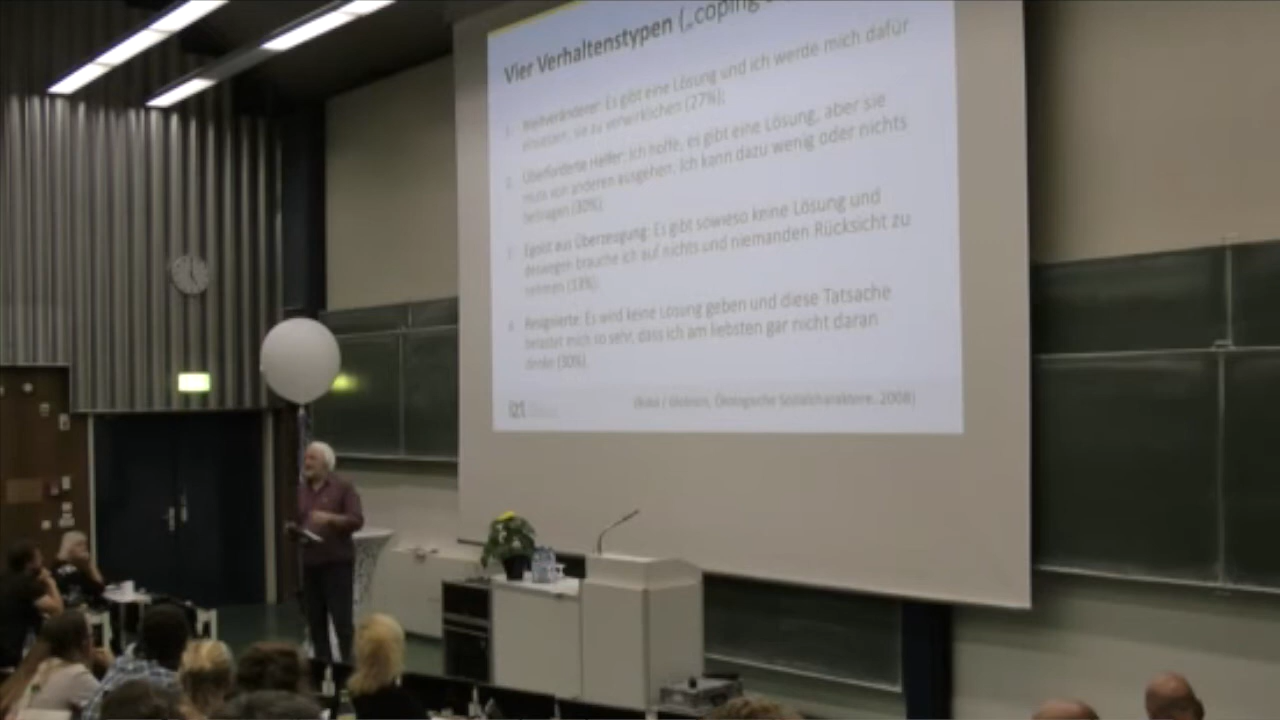 Vier Verhaltenstypen („coping
1. Weltveränderer: Es gibt eine Lösung und ich werde mich dafür
einsetzen, sie zu verwirklichen (27%);
2. Überforderte Helfer: Ich hoffe, es gibt eine Lösung, aber sie
muss von anderen ausgehen. Ich kann dazu wenig oder nichts
beitragen (30%);
3. Egoist aus Überzeugung: Es gibt sowieso keine Lösung und
deswegen brauche ich auf nichts und niemanden Rücksicht zu
nehmen (13%);
4. Resignierte: Es wird keine Lösung geben und diese Tatsache
belastet mich so sehr, dass ich am liebsten gar nicht daran
denke (30%)
Ökologische Sozialcharaktere, 2008)